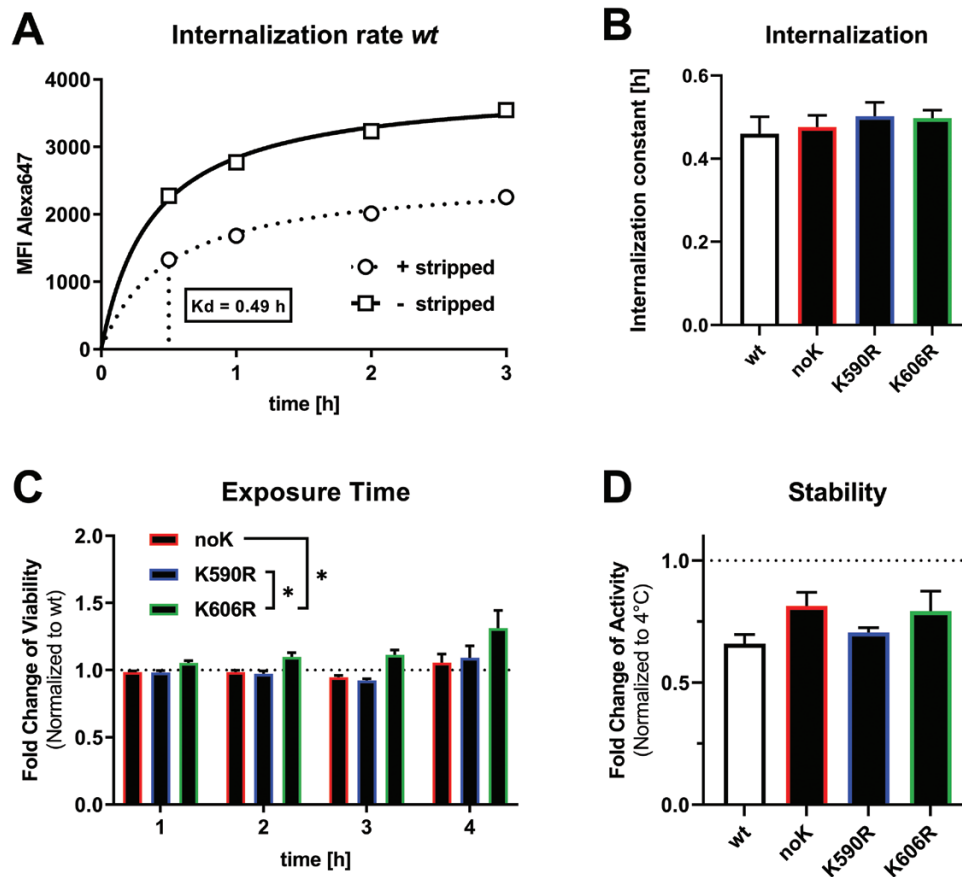 A
Internalization rate wt
4000
3000
2000
1000
0
MFI Alexa647
+ stripped
- stripped
Kd = 0.49 h
0 1 2 3
time [h]
B
Internalization
0.6
0.4
0.2
0.0
Internalization constant [h]
wt noK K590R K606R
C
Exposure Time
2.0
1.5
1.0
0.5
0.0
Fold Change of Viability
(Normalized to wt)
noK
K590R
K606R
*
*
1 2 3 4
time [h]
D
Stability
1.0
0.5
0.0
Fold Change of Activity
(Normalized to 4°C)
wt noK K590R K606R